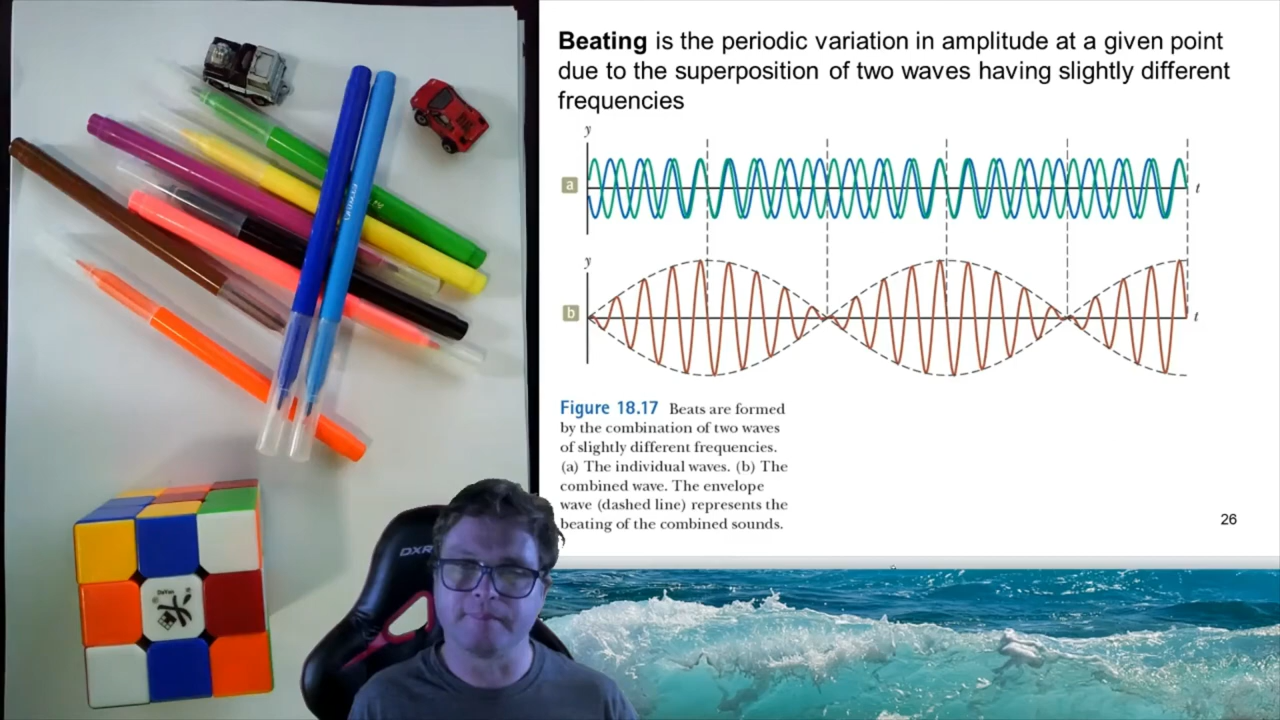 Beating is the periodic variation in amplitude at a given point
due to the superposition of two waves having slightly different
frequencies
y
a
t
y
b
t
Figure 18.17 Beats are formed
by the combination of two waves
of slightly different frequencies.
(a) The individual waves. (b) The
combined wave. The envelope
wave (dashed line) represents the
beating of the combined sounds.
26
DXR